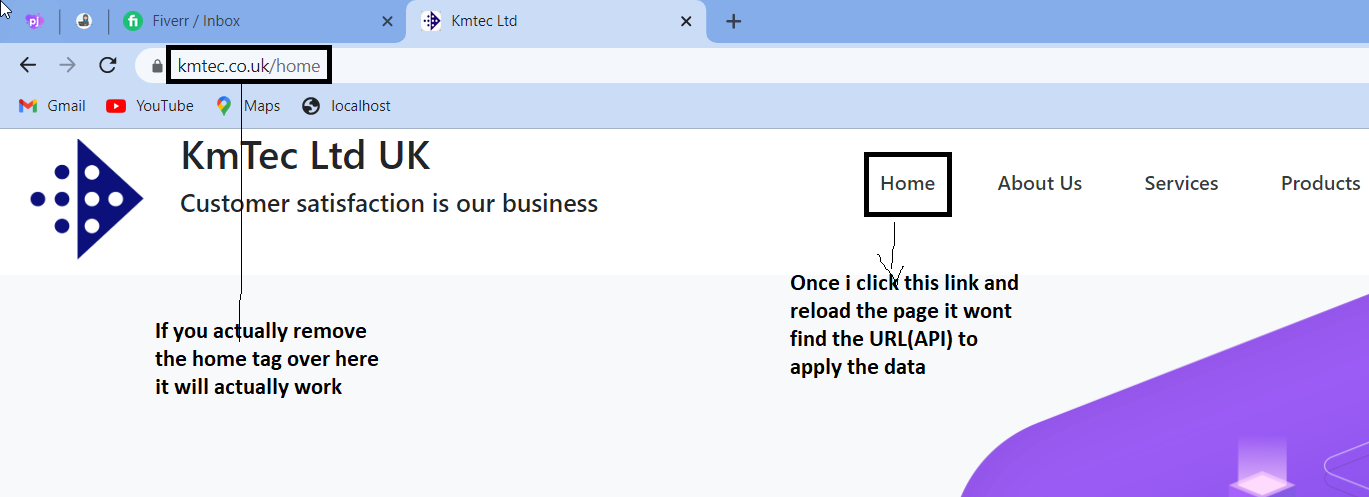 pj
fi Fiverr / Inbox
Kmtec Ltd
kmtec.co.uk/home
Gmail YouTube Maps localhost
KmTec Ltd UK
Customer satisfaction is our business
Home About Us Services Products
If you actually remove
the home tag over here
it will actually work
Once i click this link and
reload the page it wont
find the URL(API) to
apply the data